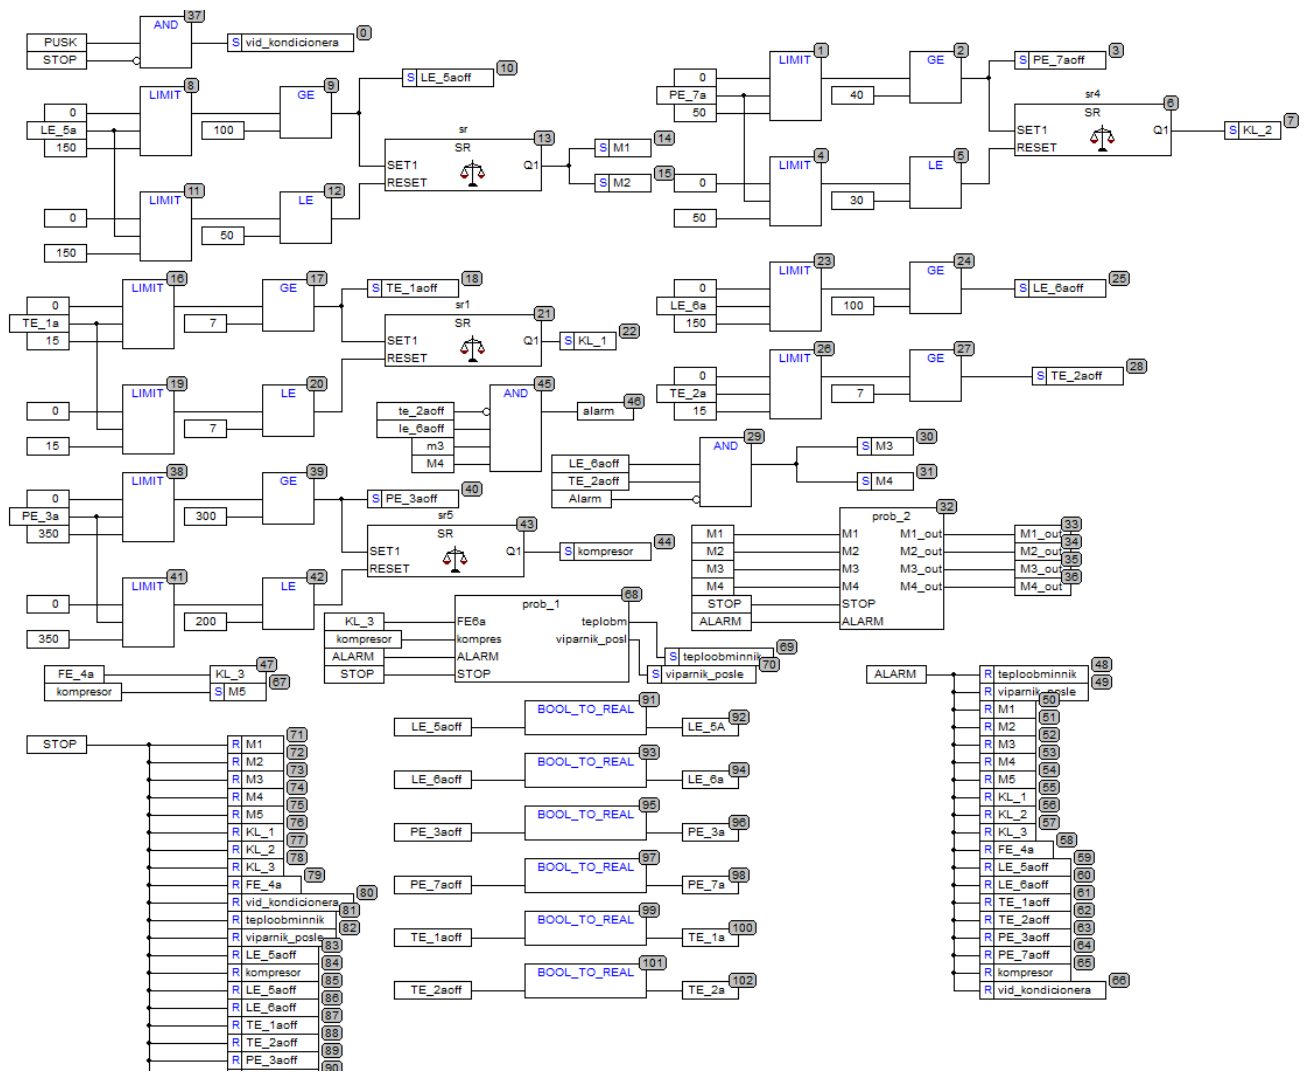 37
AND
PUSK
STOP
S vid_kondicionera
0
8
LIMIT
0
LE_5a
150
9
GE
100
10
S LE_5aoff
11
LIMIT
0
150
12
LE
50
sr
13
SR
SET1
RESET
Q1
14
S M1
15
S M2
1
LIMIT
0
PE_7a
50
2
GE
40
3
S PE_7aoff
4
LIMIT
0
50
5
LE
30
sr4
6
SR
SET1
RESET
Q1
7
S KL_2
16
LIMIT
0
TE_1a
15
17
GE
7
18
S TE_1aoff
19
LIMIT
0
15
20
LE
7
sr1
21
SR
SET1
RESET
Q1
22
S KL_1
23
LIMIT
0
LE_6a
150
24
GE
100
25
S LE_6aoff
26
LIMIT
0
TE_2a
15
27
GE
7
28
S TE_2aoff
45
AND
te_2aoff
le_6aoff
m3
M4
46
alarm
29
AND
LE_6aoff
TE_2aoff
Alarm
30
S M3
31
S M4
38
LIMIT
0
PE_3a
350
39
GE
300
40
S PE_3aoff
41
LIMIT
0
350
42
LE
200
sr5
43
SR
SET1
RESET
Q1
44
S kompresor
32
prob_2
M1 M1 M1_out M1_out 33
M2 M2 M2_out M2_out 34
M3 M3 M3_out M3_out 35
M4 M4 M4_out M4_out 36
STOP STOP
ALARM ALARM
68
prob_1
KL_3 FE6a teplobm
kompresor kompres viparnik_posl
ALARM ALARM
STOP STOP
69
S teploobminnik
70
S viparnik_posle
FE_4a KL_3 47
kompresor S M5 67
STOP
R M1 71
R M2 72
R M3 73
R M4 74
R M5 75
R KL_1 76
R KL_2 77
R KL_3 78
R FE_4a 79
R vid_kondicionera 80
R teploobminnik 81
R viparnik_posle 82
R LE_5aoff 83
R kompresor 84
R LE_5aoff 85
R LE_6aoff 86
R TE_1aoff 87
R TE_2aoff 88
R PE_3aoff 89
90
91
BOOL_TO_REAL
LE_5aoff LE_5A 92
93
BOOL_TO_REAL
LE_6aoff LE_6a 94
95
BOOL_TO_REAL
PE_3aoff PE_3a 96
97
BOOL_TO_REAL
PE_7aoff PE_7a 98
99
BOOL_TO_REAL
TE_1aoff TE_1a 100
101
BOOL_TO_REAL
TE_2aoff TE_2a 102
ALARM
R teploobminnik 48
R viparnik_posle 49
R M1 50
R M2 51
R M3 52
R M4 53
R M5 54
R KL_1 55
R KL_2 56
R KL_3 57
R FE_4a 58
R LE_5aoff 59
R LE_6aoff 60
R TE_1aoff 61
R TE_2aoff 62
R PE_3aoff 63
R PE_7aoff 64
R kompresor 65
R vid_kondicionera 66